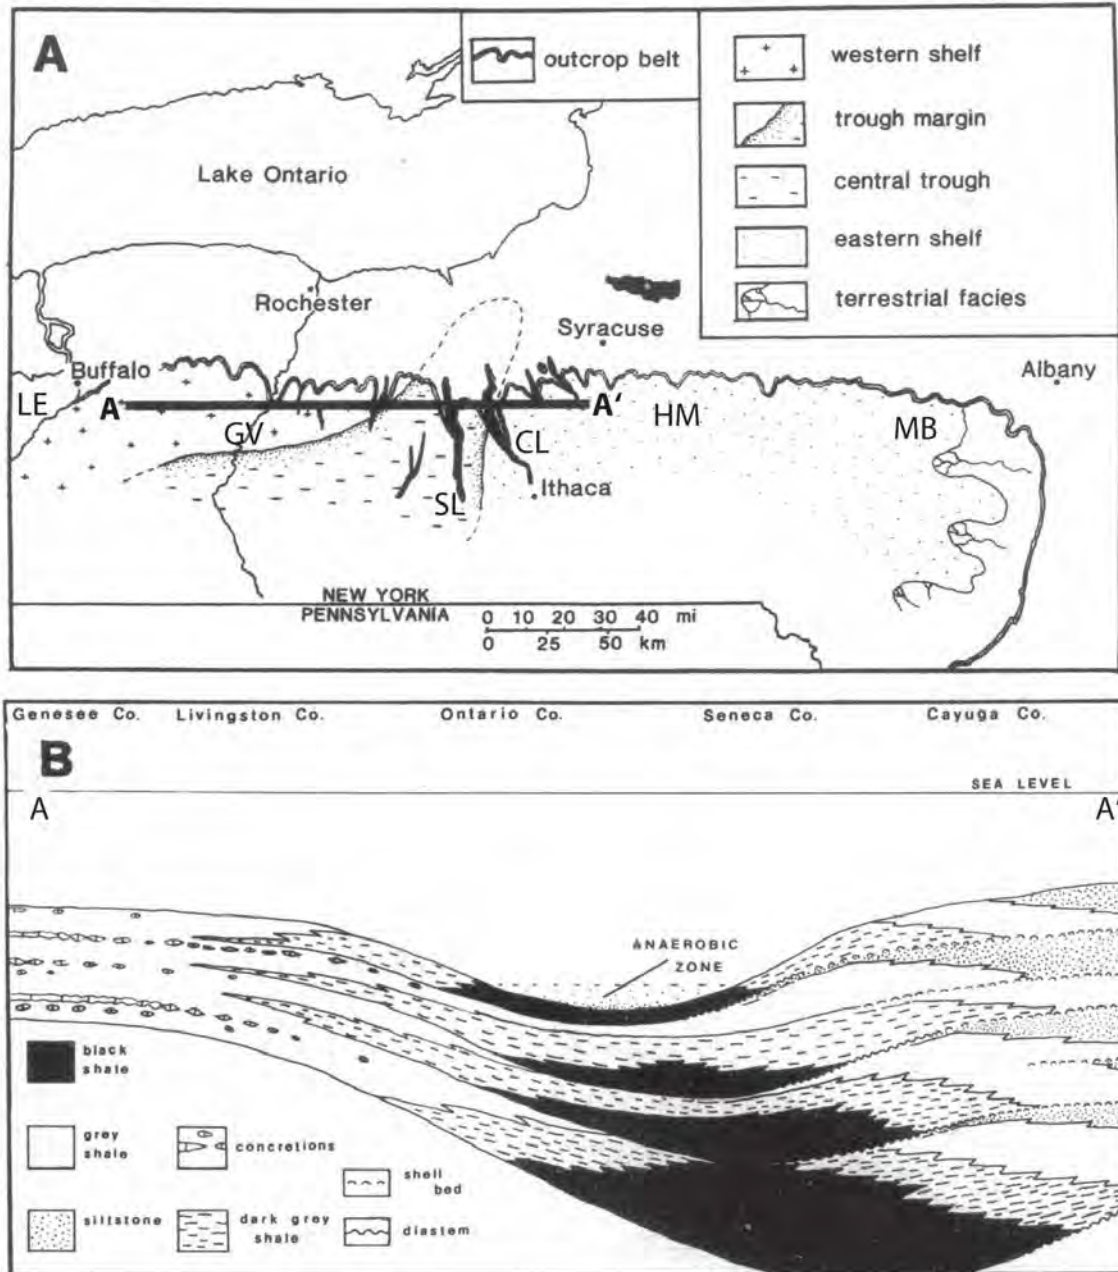 A
outcrop belt
western shelf
trough margin
central trough
eastern shelf
terrestrial facies
Lake Ontario
Rochester
Syracuse
Buffalo
Albany
LE
A
A'
HM
MB
GV
CL
SL
Ithaca
NEW YORK
PENNSYLVANIA
0 10 20 30 40 mi
0 25 50 km
Genesee Co. Livingston Co. Ontario Co. Seneca Co. Cayuga Co.
B
SEA LEVEL
A
A'
ANAEROBIC
ZONE
black
shale
grey
shale
concretions
shell
bed
siltstone
dark grey
shale
diastem